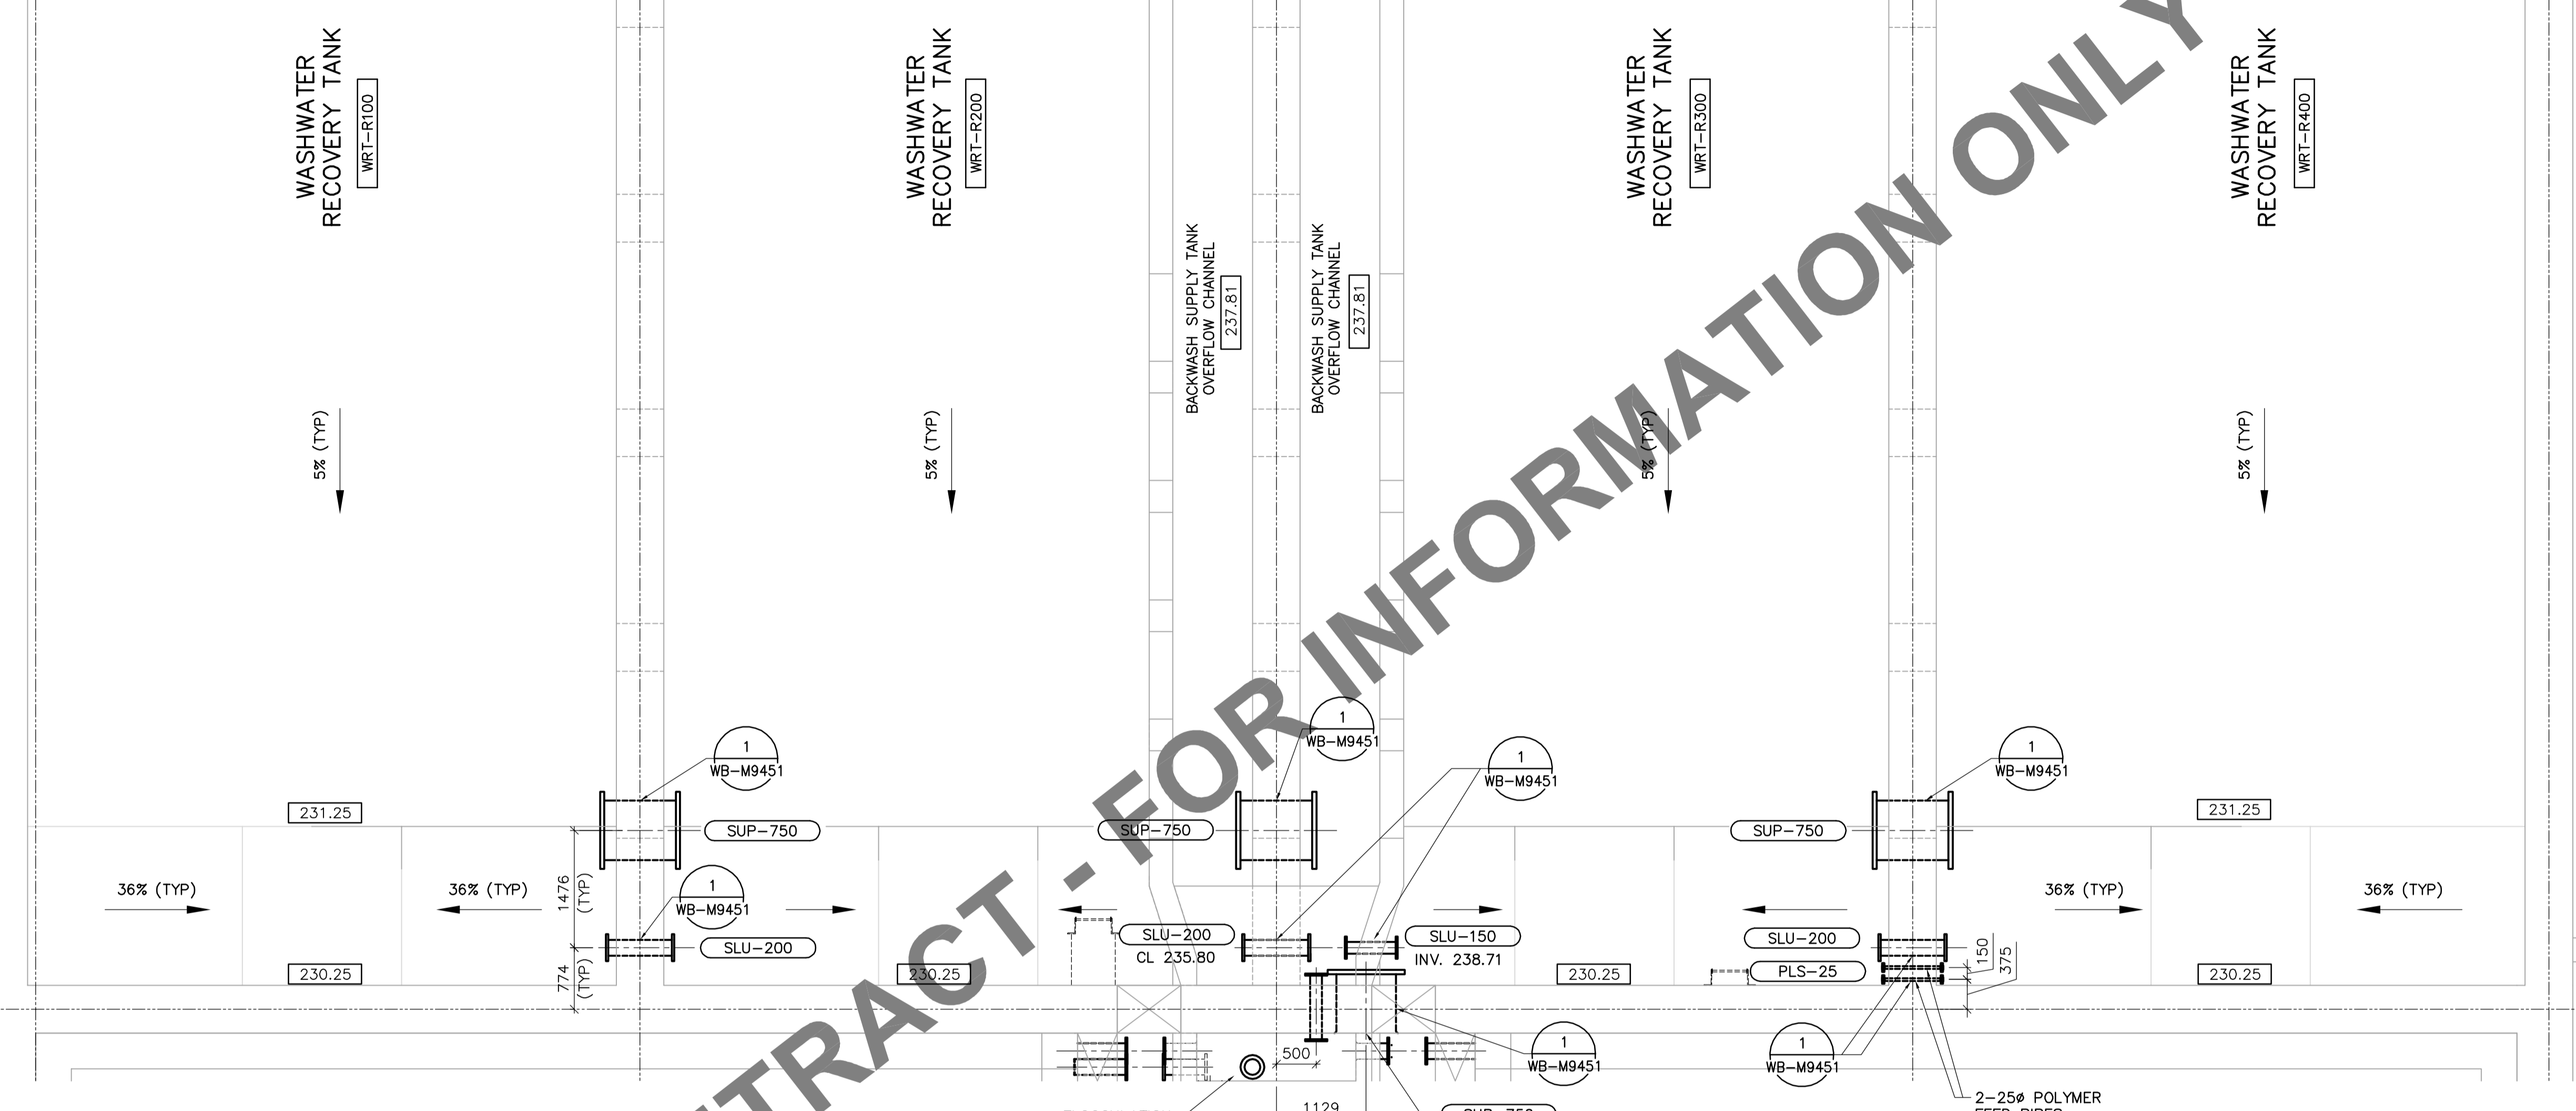 WASHWATER
RECOVERY TANK
WRT-R100
WASHWATER
RECOVERY TANK
WRT-R200
WASHWATER
RECOVERY TANK
WRT-R300
WASHWATER
RECOVERY TANK
WRT-R400
BACKWASH SUPPLY TANK
OVERFLOW CHANNEL
237.81
BACKWASH SUPPLY TANK
OVERFLOW CHANNEL
237.81
5% (TYP)
5% (TYP)
5% (TYP)
5% (TYP)
TRACT - FOR INFORMATION ONLY
1
WB-M9451
1
WB-M9451
1
WB-M9451
1
WB-M9451
231.25
SUP-750
SUP-750
SUP-750
231.25
36% (TYP)
36% (TYP)
1476
(TYP)
1
WB-M9451
36% (TYP)
36% (TYP)
SLU-200
SLU-200
CL 235.80
SLU-150
INV. 238.71
SLU-200
PLS-25
150
375
230.25
774
(TYP)
230.25
230.25
230.25
500
1
WB-M9451
1
WB-M9451
2-25ø POLYMER
FEED PIPES
1129
SUP-750